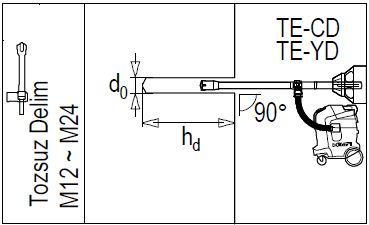 Tozsuz Delim
M12 ~ M24
d0
hd
90°
TE-CD
TE-YD